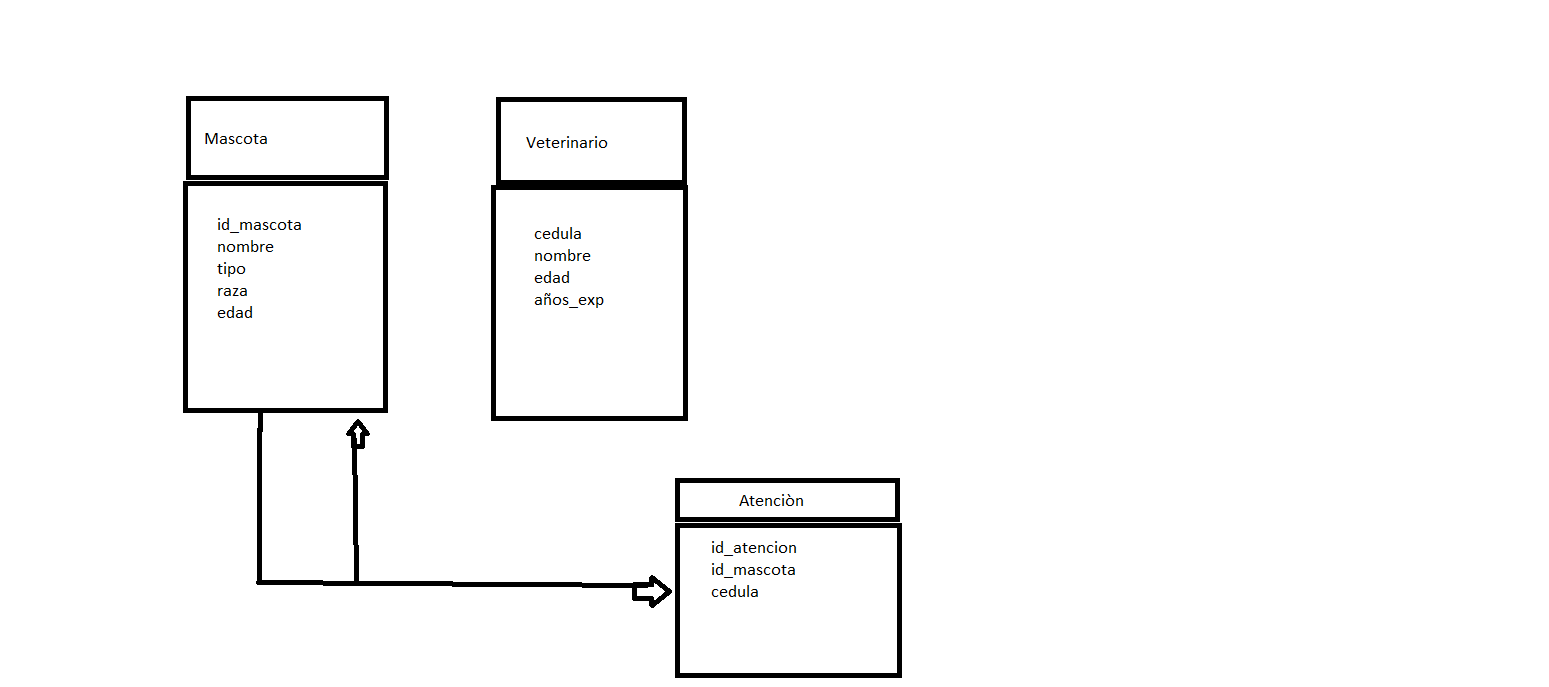 Mascota
id_mascota
nombre
tipo
raza
edad
Veterinario
cedula
nombre
edad
años_exp
Atenciòn
id_atencion
id_mascota
cedula